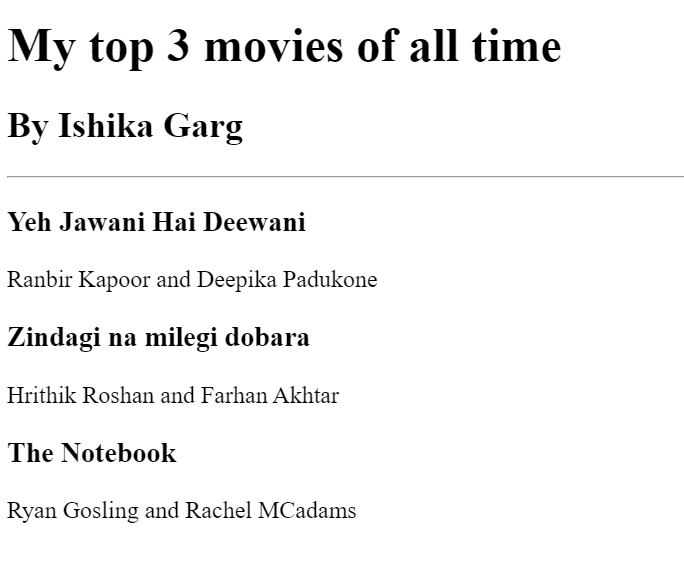 My top 3 movies of all time
By Ishika Garg
Yeh Jawani Hai Deewani
Ranbir Kapoor and Deepika Padukone
Zindagi na milegi dobara
Hrithik Roshan and Farhan Akhtar
The Notebook
Ryan Gosling and Rachel MCadams